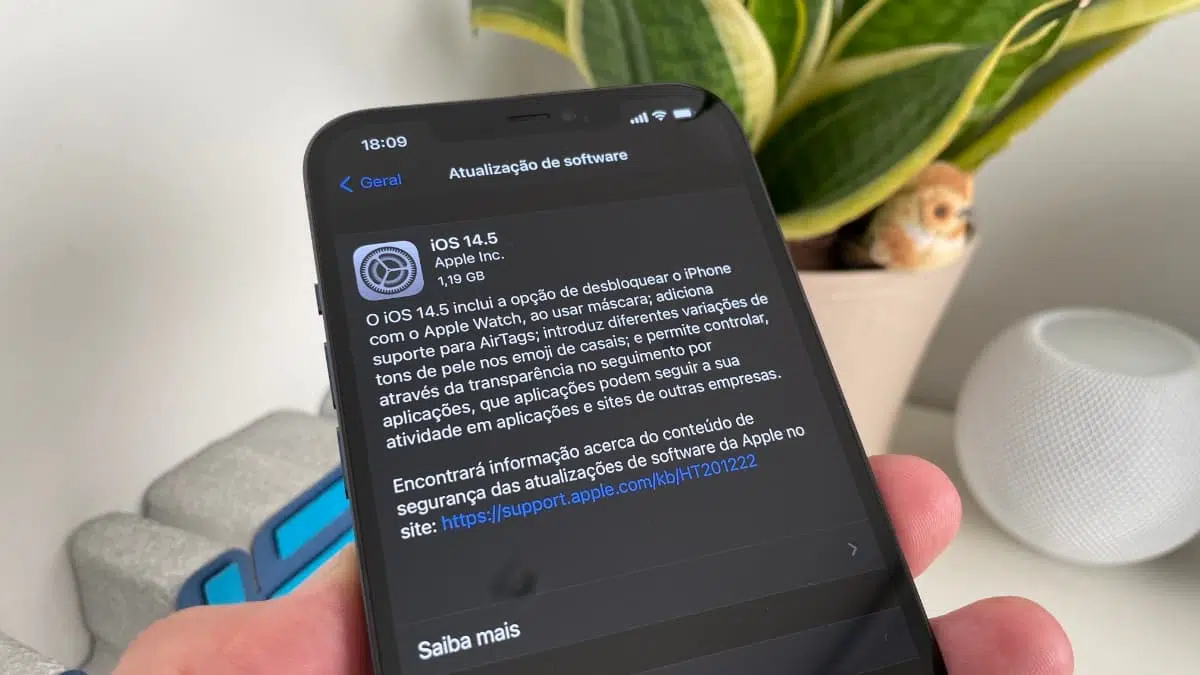 18:09
Geral
Atualização de software
iOS 14.5
Apple Inc.
1,19 GB
O iOS 14.5 inclui a opção de desbloquear o iPhone
com o Apple Watch, ao usar máscara; adiciona
suporte para AirTags; introduz diferentes variações de
tons de pele nos emoji de casais; e permite controlar,
através da transparência no seguimento por
aplicações, que aplicações podem seguir a sua
atividade em aplicações e sites de outras empresas.
Encontrará informação acerca do conteúdo de
segurança das atualizações de software da Apple no
site: https://support.apple.com/kb/HT201222
Saiba mais